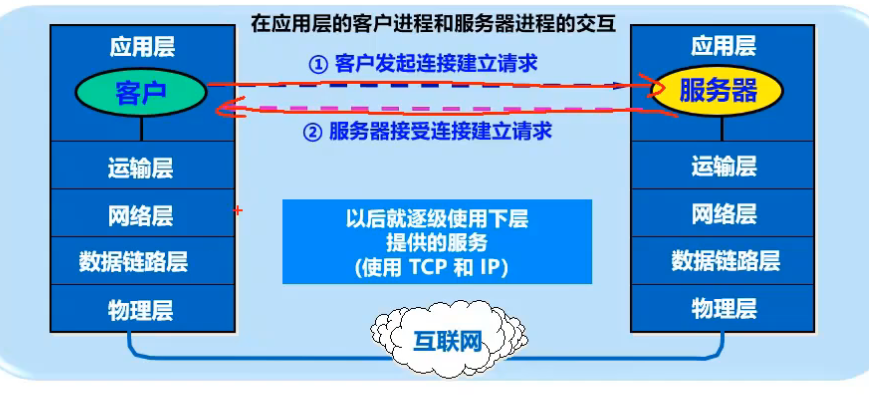 在应用层的客户进程和服务器进程的交互
应用层
① 客户发起连接建立请求
应用层
客户
服务器
② 服务器接受连接建立请求
运输层
运输层
网络层
以后就逐级使用下层
网络层
提供的服务
数据链路层
(使用 TCP 和 IP)
数据链路层
物理层
物理层
互联网